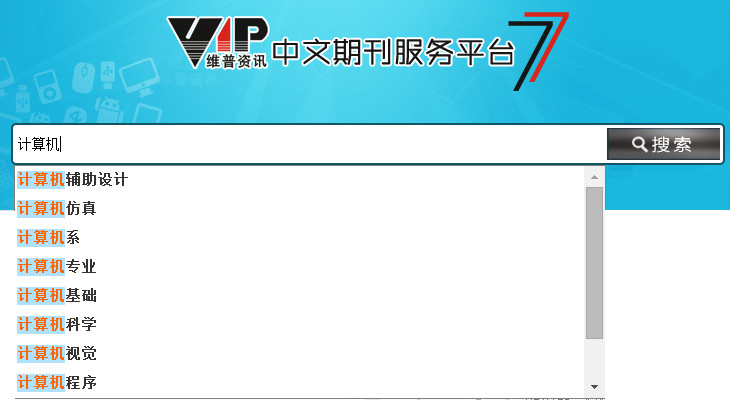 VIP
维普资讯
中文期刊服务平台
7
计算机
搜索
计算机辅助设计
计算机仿真
计算机系
计算机专业
计算机基础
计算机科学
计算机视觉
计算机程序